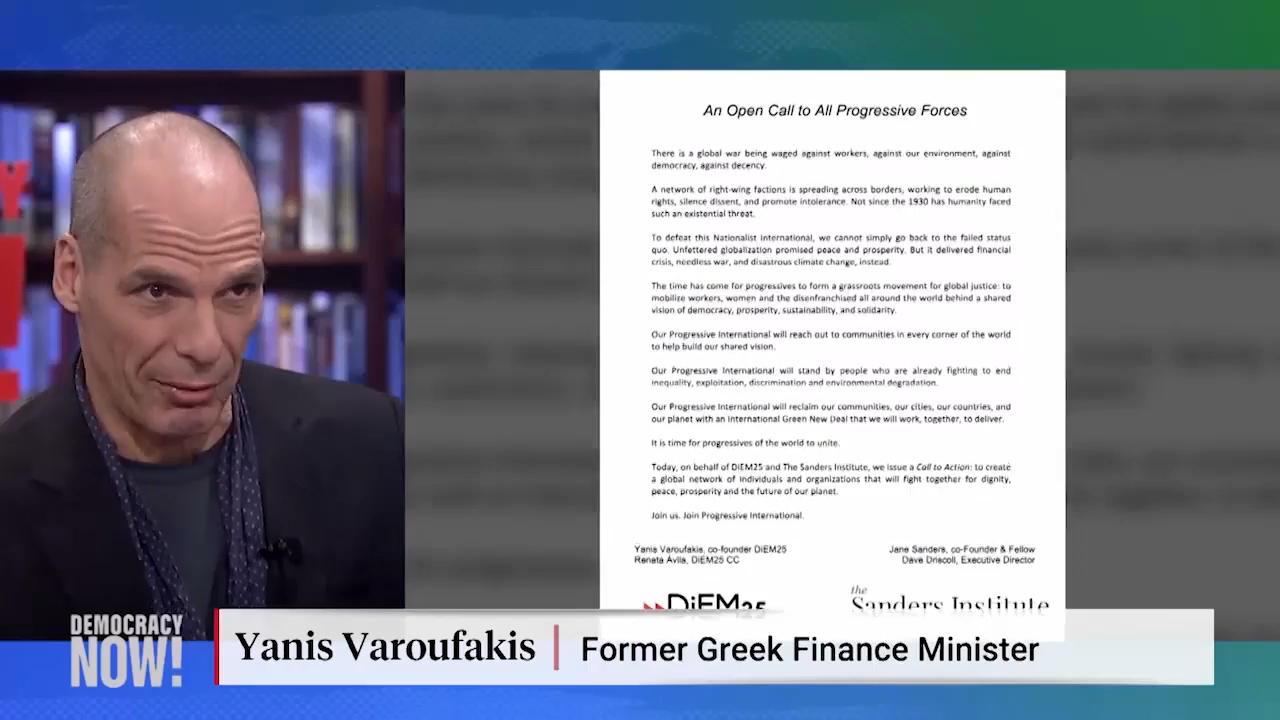 An Open Call to All Progressive Forces
There is a global war being waged against workers, against our environment, against
democracy, against decency.
A network of right-wing factions is spreading across borders, working to erode human
rights, silence dissent, and promote intolerance. Not since the 1930 has humanity faced
such an existential threat.
To defeat this Nationalist International, we cannot simply go back to the failed status
quo. Unfettered globalization promised peace and prosperity. But it delivered financial
crisis, needless war, and disastrous climate change, instead.
The time has come for progressives to form a grassroots movement for global justice: to
mobilize workers, women and the disenfranchised all around the world behind a shared
vision of democracy, prosperity, sustainability, and solidarity.
Our Progressive International will reach out to communities in every corner of the world
to help build our shared vision.
Our Progressive International will stand by people who are already fighting to end
inequality, exploitation, discrimination and environmental degradation.
Our Progressive International will reclaim our communities, our cities, our countries, and
our planet with an International Green New Deal that we will work, together, to deliver.
It is time for progressives of the world to unite.
Today, on behalf of DiEM25 and The Sanders Institute, we issue a Call to Action: to create
a global network of individuals and organizations that will fight together for dignity,
peace, prosperity and the future of our planet.
Join us. Join Progressive International.
Yanis Varoufakis, co-founder DiEM25
Renata Ávila, DiEM25 CC
Jane Sanders, co-Founder & Fellow
Dave Driscoll, Executive Director
DiEM25
the
Sanders Institute
Y
DEMOCRACY
NOW!
Yanis Varoufakis | Former Greek Finance Minister